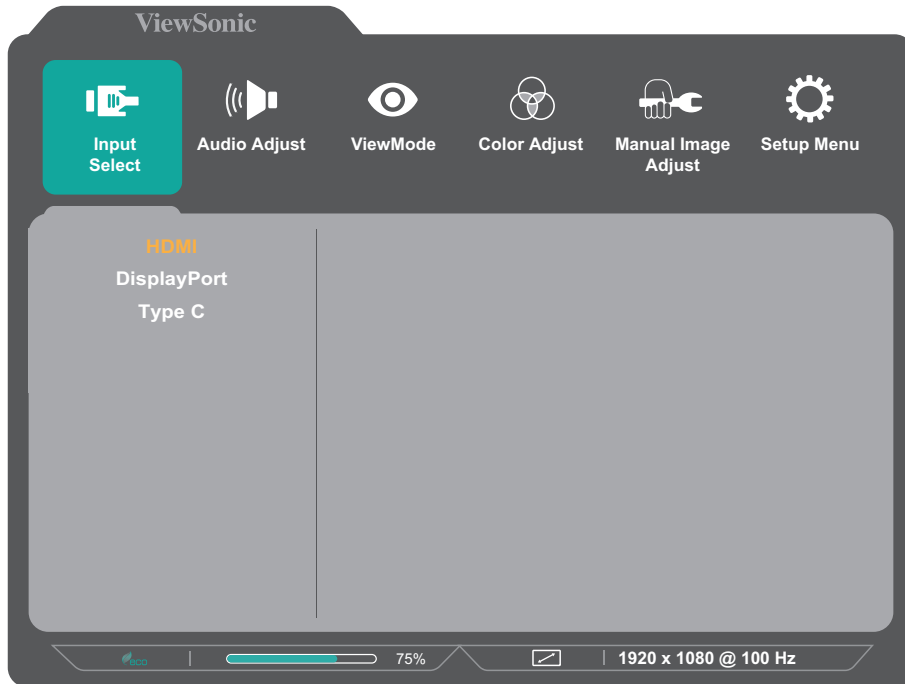 ViewSonic
Input
Select
Audio Adjust
ViewMode
Color Adjust
Manual Image
Adjust
Setup Menu
HDMI
DisplayPort
Type C
eco
75%
1920 x 1080 @ 100 Hz